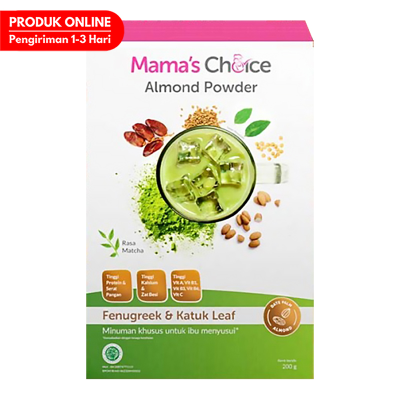 PRODUK ONLINE
Pengiriman 1-3 Hari
Mama's Choice
Almond Powder
Rasa
Matcha
Tinggi
Protein &
Serat
Pangan
Tinggi
Kalsium
&
Zat Besi
Tinggi
Vit A, Vit B1,
Vit B2, Vit B6,
Vit C
DATE PALM
ALMOND
Fenugreek & Katuk Leaf
Minuman khusus untuk ibu menyusui*
200 g